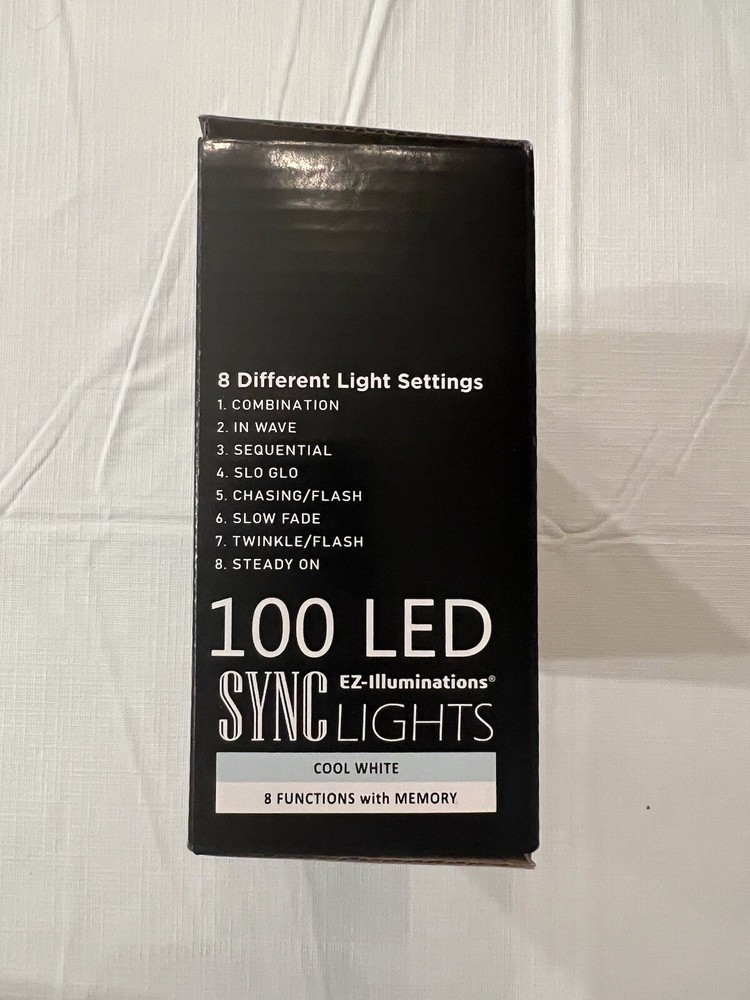 8 Different Light Settings
1. COMBINATION
2. IN WAVE
3. SEQUENTIAL
4. SLO GLO
5. CHASING/FLASH
6. SLOW FADE
7. TWINKLE/FLASH
8. STEADY ON
100 LED
SYNC EZ-Illuminations®
LIGHTS
COOL WHITE
8 FUNCTIONS with MEMORY